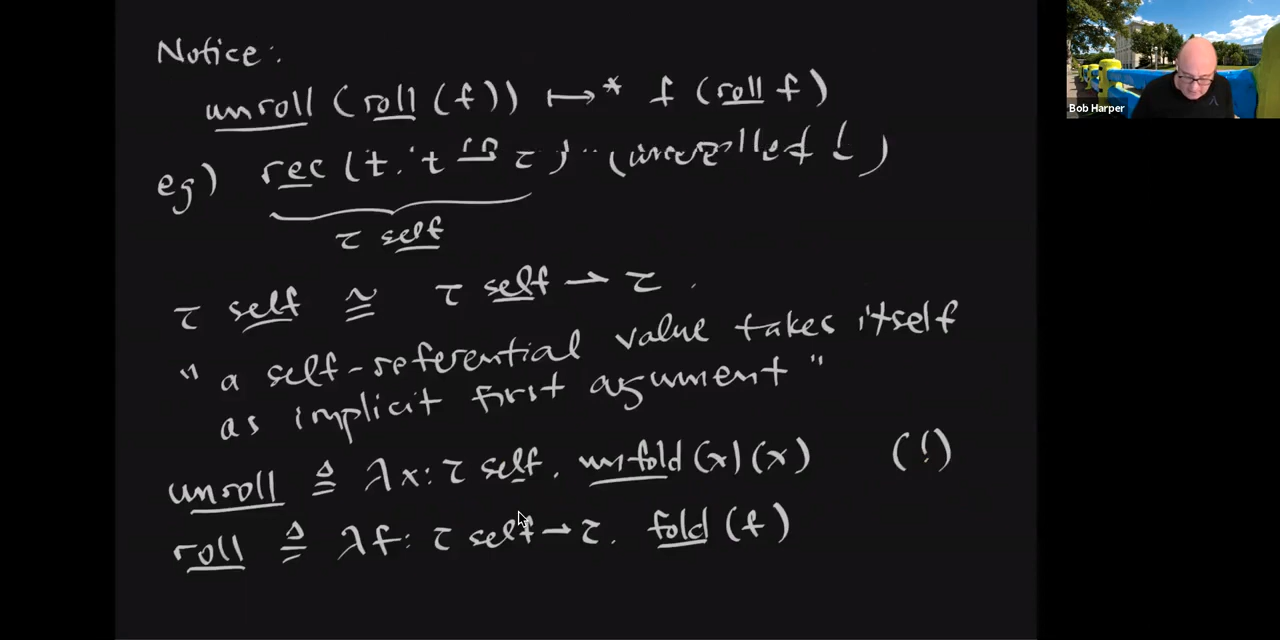 Notice:
unroll (roll (f)) ↦* f (roll f)
eg) rec (t. t ⇀ τ)
τ self
τ self ≅ τ self → τ.
"a self-referential value takes itself
as implicit first agument"
unroll ≜ λx: τ self. unfold (x) (x) (!)
roll ≜ λf: τ self → τ. fold (f)
Bob Harper